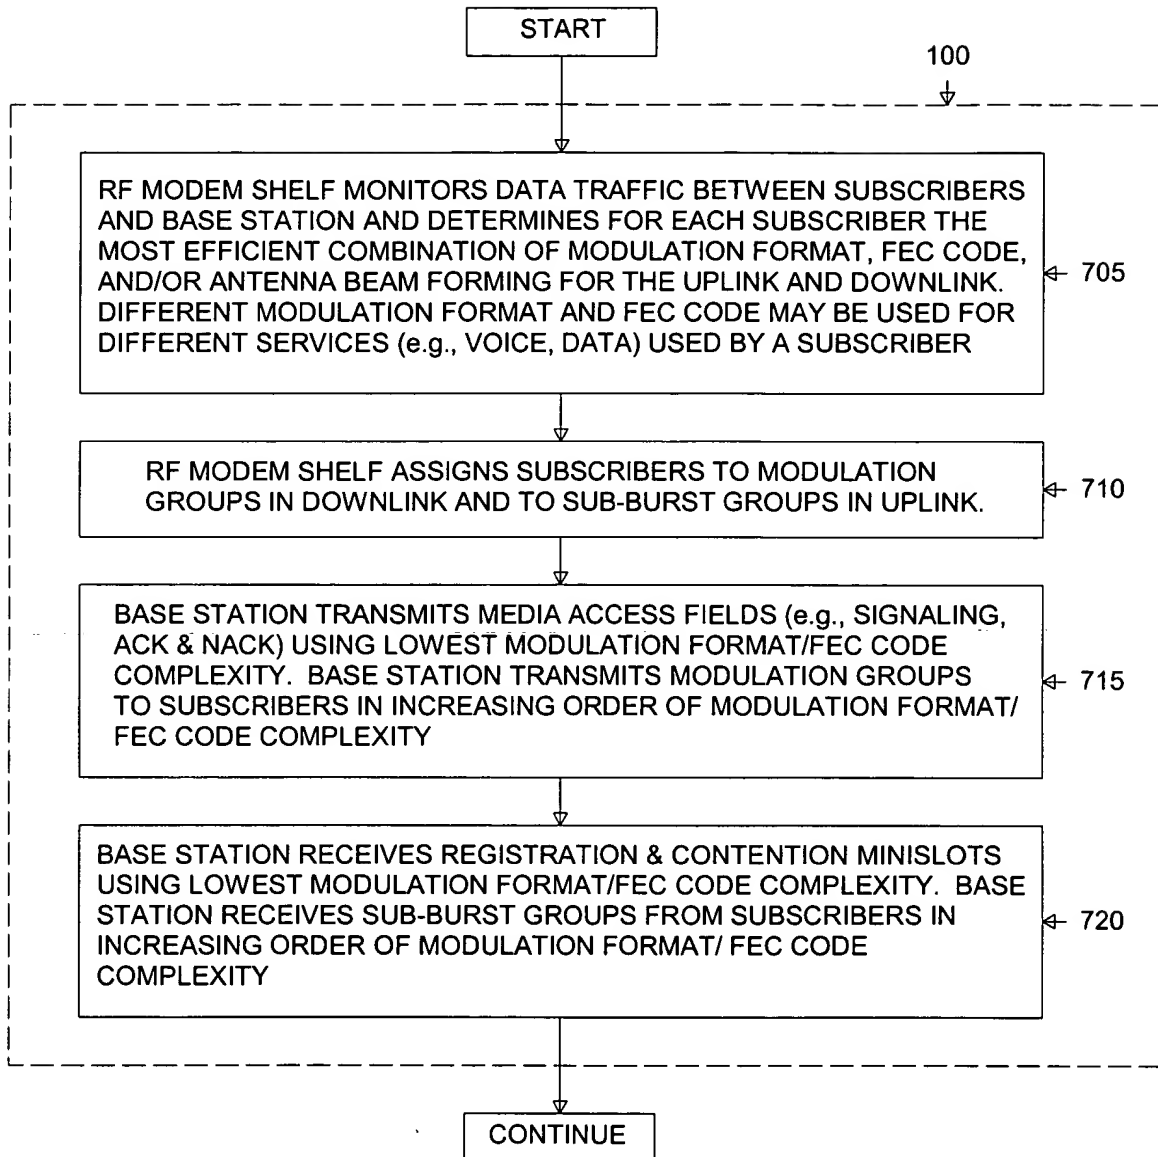 START
100
RF MODEM SHELF MONITORS DATA TRAFFIC BETWEEN SUBSCRIBERS
AND BASE STATION AND DETERMINES FOR EACH SUBSCRIBER THE
MOST EFFICIENT COMBINATION OF MODULATION FORMAT, FEC CODE,
AND/OR ANTENNA BEAM FORMING FOR THE UPLINK AND DOWNLINK.
DIFFERENT MODULATION FORMAT AND FEC CODE MAY BE USED FOR
DIFFERENT SERVICES (e.g., VOICE, DATA) USED BY A SUBSCRIBER
705
RF MODEM SHELF ASSIGNS SUBSCRIBERS TO MODULATION
GROUPS IN DOWNLINK AND TO SUB-BURST GROUPS IN UPLINK.
710
BASE STATION TRANSMITS MEDIA ACCESS FIELDS (e.g., SIGNALING,
ACK & NACK) USING LOWEST MODULATION FORMAT/FEC CODE
COMPLEXITY. BASE STATION TRANSMITS MODULATION GROUPS
TO SUBSCRIBERS IN INCREASING ORDER OF MODULATION FORMAT/
FEC CODE COMPLEXITY
715
BASE STATION RECEIVES REGISTRATION & CONTENTION MINISLOTS
USING LOWEST MODULATION FORMAT/FEC CODE COMPLEXITY. BASE
STATION RECEIVES SUB-BURST GROUPS FROM SUBSCRIBERS IN
INCREASING ORDER OF MODULATION FORMAT/ FEC CODE
COMPLEXITY
720
CONTINUE